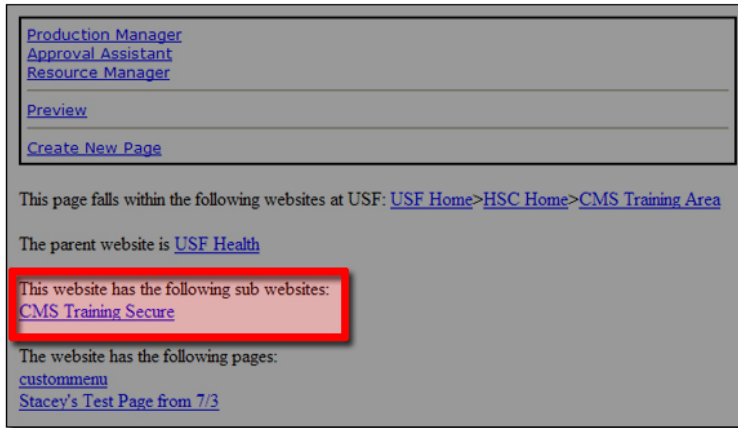 Production Manager
Approval Assistant
Resource Manager
Preview
Create New Page
This page falls within the following websites at USF: USF Home>HSC Home>CMS Training Area
The parent website is USF Health
This website has the following sub websites:
CMS Training Secure
The website has the following pages:
custommenu
Stacey's Test Page from 7/3